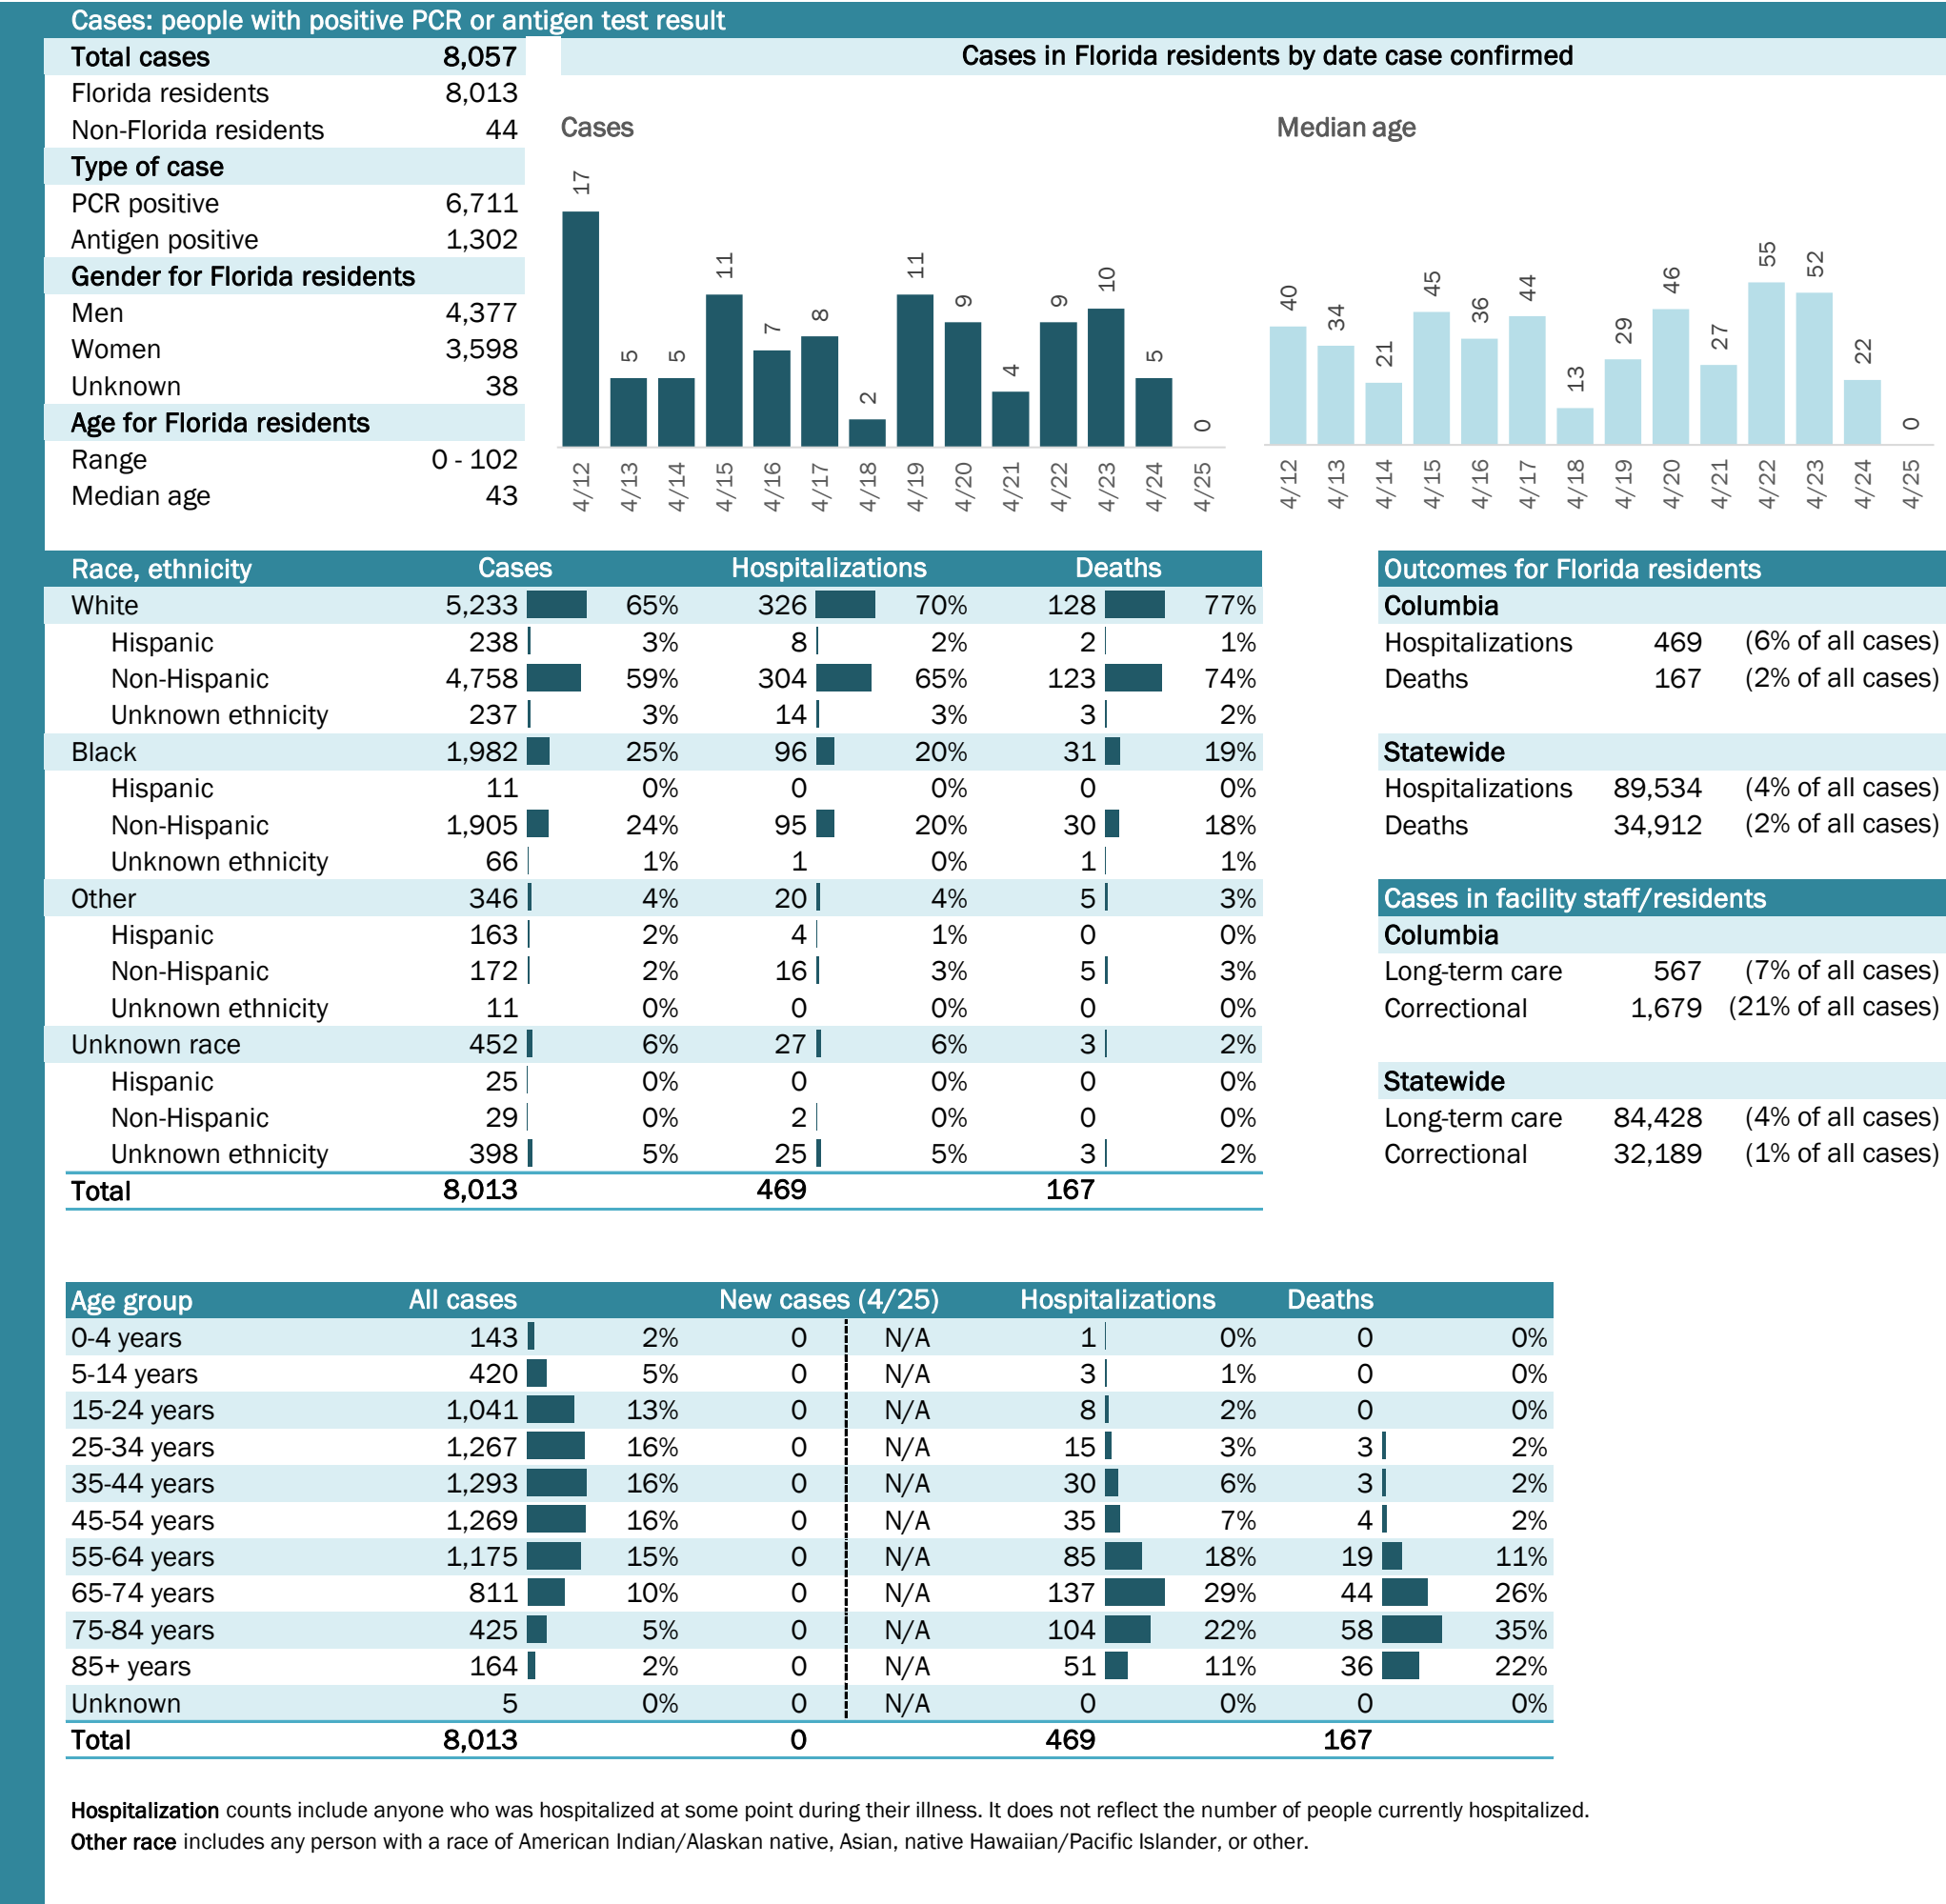 Cases: people with positive PCR or antigen test result
Total cases 8,057
Florida residents 8,013
Non-Florida residents 44
Type of case
PCR positive 6,711
Antigen positive 1,302
Gender for Florida residents
Men 4,377
Women 3,598
Unknown 38
Age for Florida residents
Range 0 - 102
Median age 43
Cases in Florida residents by date case confirmed
Cases
17 5 5 11 7 8 2 11 9 4 9 10 5 0
4/12 4/13 4/14 4/15 4/16 4/17 4/18 4/19 4/20 4/21 4/22 4/23 4/24 4/25
Median age
40 34 21 45 36 44 13 29 46 27 55 52 22 0
4/12 4/13 4/14 4/15 4/16 4/17 4/18 4/19 4/20 4/21 4/22 4/23 4/24 4/25
Race, ethnicity Cases Hospitalizations Deaths
White 5,233 65% 326 70% 128 77%
Hispanic 238 3% 8 2% 2 1%
Non-Hispanic 4,758 59% 304 65% 123 74%
Unknown ethnicity 237 3% 14 3% 3 2%
Black 1,982 25% 96 20% 31 19%
Hispanic 11 0% 0 0% 0 0%
Non-Hispanic 1,905 24% 95 20% 30 18%
Unknown ethnicity 66 1% 1 0% 1 1%
Other 346 4% 20 4% 5 3%
Hispanic 163 2% 4 1% 0 0%
Non-Hispanic 172 2% 16 3% 5 3%
Unknown ethnicity 11 0% 0 0% 0 0%
Unknown race 452 6% 27 6% 3 2%
Hispanic 25 0% 0 0% 0 0%
Non-Hispanic 29 0% 2 0% 0 0%
Unknown ethnicity 398 5% 25 5% 3 2%
Total 8,013 469 167
Outcomes for Florida residents
Columbia
Hospitalizations 469 (6% of all cases)
Deaths 167 (2% of all cases)
Statewide
Hospitalizations 89,534 (4% of all cases)
Deaths 34,912 (2% of all cases)
Cases in facility staff/residents
Columbia
Long-term care 567 (7% of all cases)
Correctional 1,679 (21% of all cases)
Statewide
Long-term care 84,428 (4% of all cases)
Correctional 32,189 (1% of all cases)
Age group All cases New cases (4/25) Hospitalizations Deaths
0-4 years 143 2% 0 N/A 1 0% 0 0%
5-14 years 420 5% 0 N/A 3 1% 0 0%
15-24 years 1,041 13% 0 N/A 8 2% 0 0%
25-34 years 1,267 16% 0 N/A 15 3% 3 2%
35-44 years 1,293 16% 0 N/A 30 6% 3 2%
45-54 years 1,269 16% 0 N/A 35 7% 4 2%
55-64 years 1,175 15% 0 N/A 85 18% 19 11%
65-74 years 811 10% 0 N/A 137 29% 44 26%
75-84 years 425 5% 0 N/A 104 22% 58 35%
85+ years 164 2% 0 N/A 51 11% 36 22%
Unknown 5 0% 0 N/A 0 0% 0 0%
Total 8,013 0 469 167
Hospitalization counts include anyone who was hospitalized at some point during their illness. It does not reflect the number of people currently hospitalized.
Other race includes any person with a race of American Indian/Alaskan native, Asian, native Hawaiian/Pacific Islander, or other.